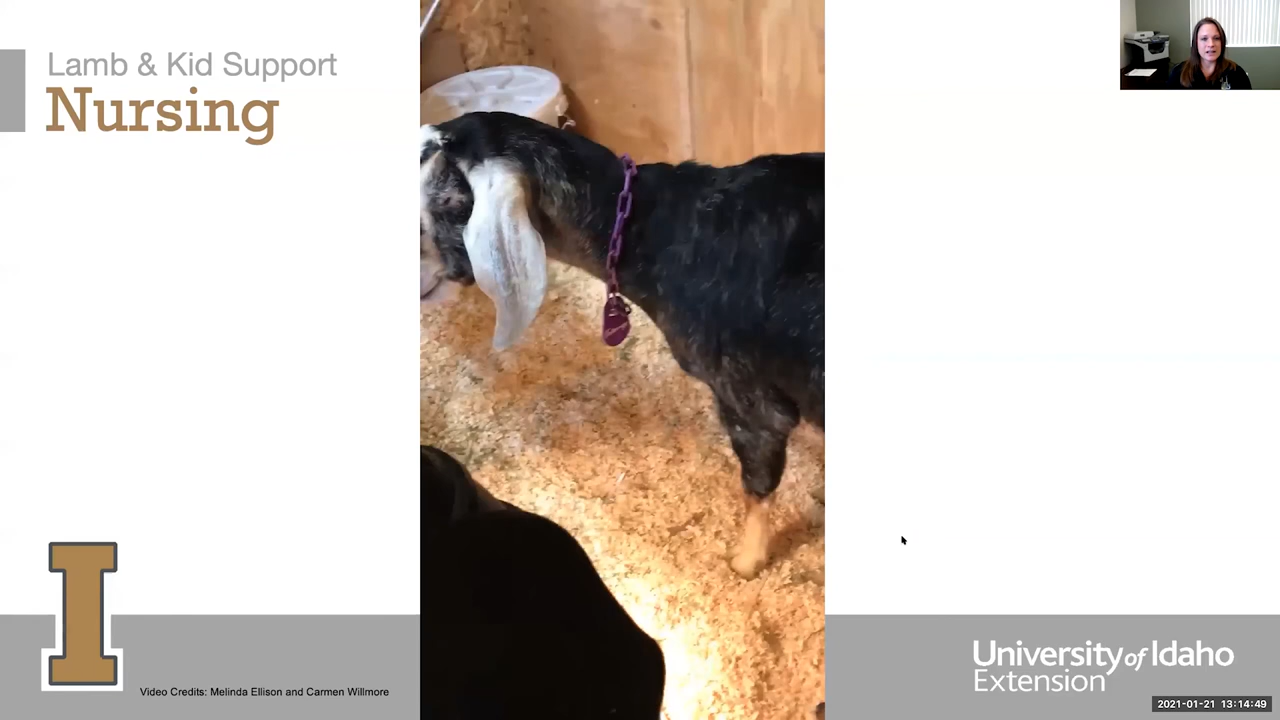 Lamb & Kid Support
Nursing
I
Video Credits: Melinda Ellison and Carmen Willmore
University of Idaho
Extension
2021-01-21 13:14:49